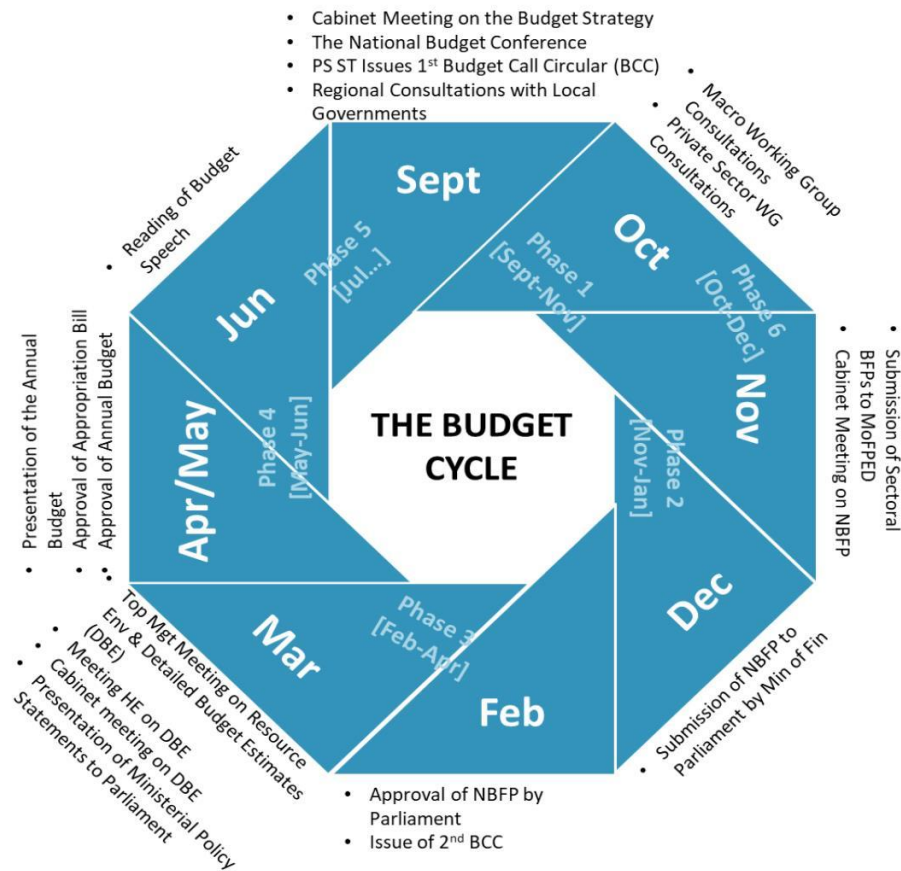 • Cabinet Meeting on the Budget Strategy
• The National Budget Conference
• PS ST Issues 1st Budget Call Circular (BCC)
• Regional Consultations with Local
Governments
Sept
• Macro Working Group
Consultations
• Private Sector WG
Consultations
Oct
Phase 1
[Sept-Nov]
Phase 6
[Oct-Dec]
• Submission of Sectoral
BFPs to MoFPED
• Cabinet Meeting on NBFP
Nov
Phase 2
[Nov-Jan]
Dec
• Submission of NBFP to
Parliament by Min of Fin
Feb
• Approval of NBFP by
Parliament
• Issue of 2nd BCC
Phase 3
[Feb-Apr]
Mar
• Top Mgt Meeting on Resource
Env & Detailed Budget Estimates
(DBE)
• Meeting HE on DBE
• Cabinet meeting on DBE
• Presentation of Ministerial Policy
Statements to Parliament
Apr/May
Phase 4
[May-Jun]
• Presentation of the Annual
Budget
• Approval of Appropriation Bill
• Approval of Annual Budget
Jun
Phase 5
[Jul...]
• Reading of Budget
Speech
THE BUDGET
CYCLE